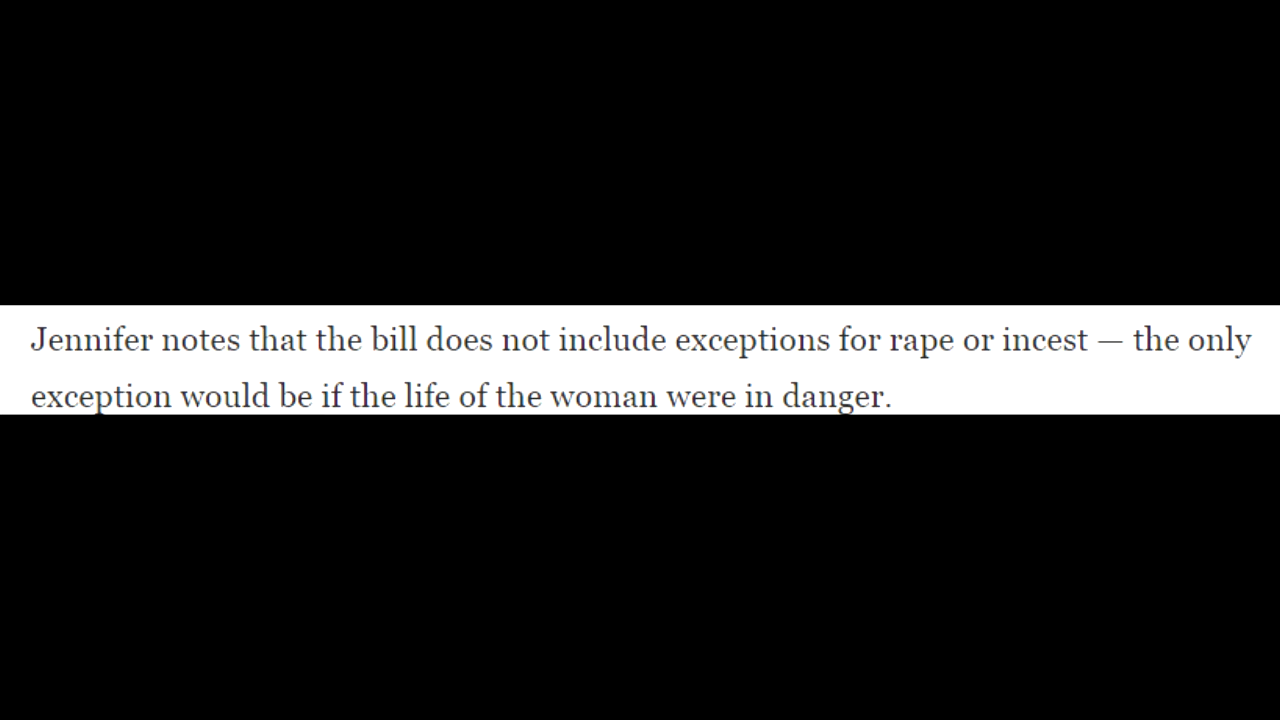 Jennifer notes that the bill does not include exceptions for rape or incest — the only
exception would be if the life of the woman were in danger.